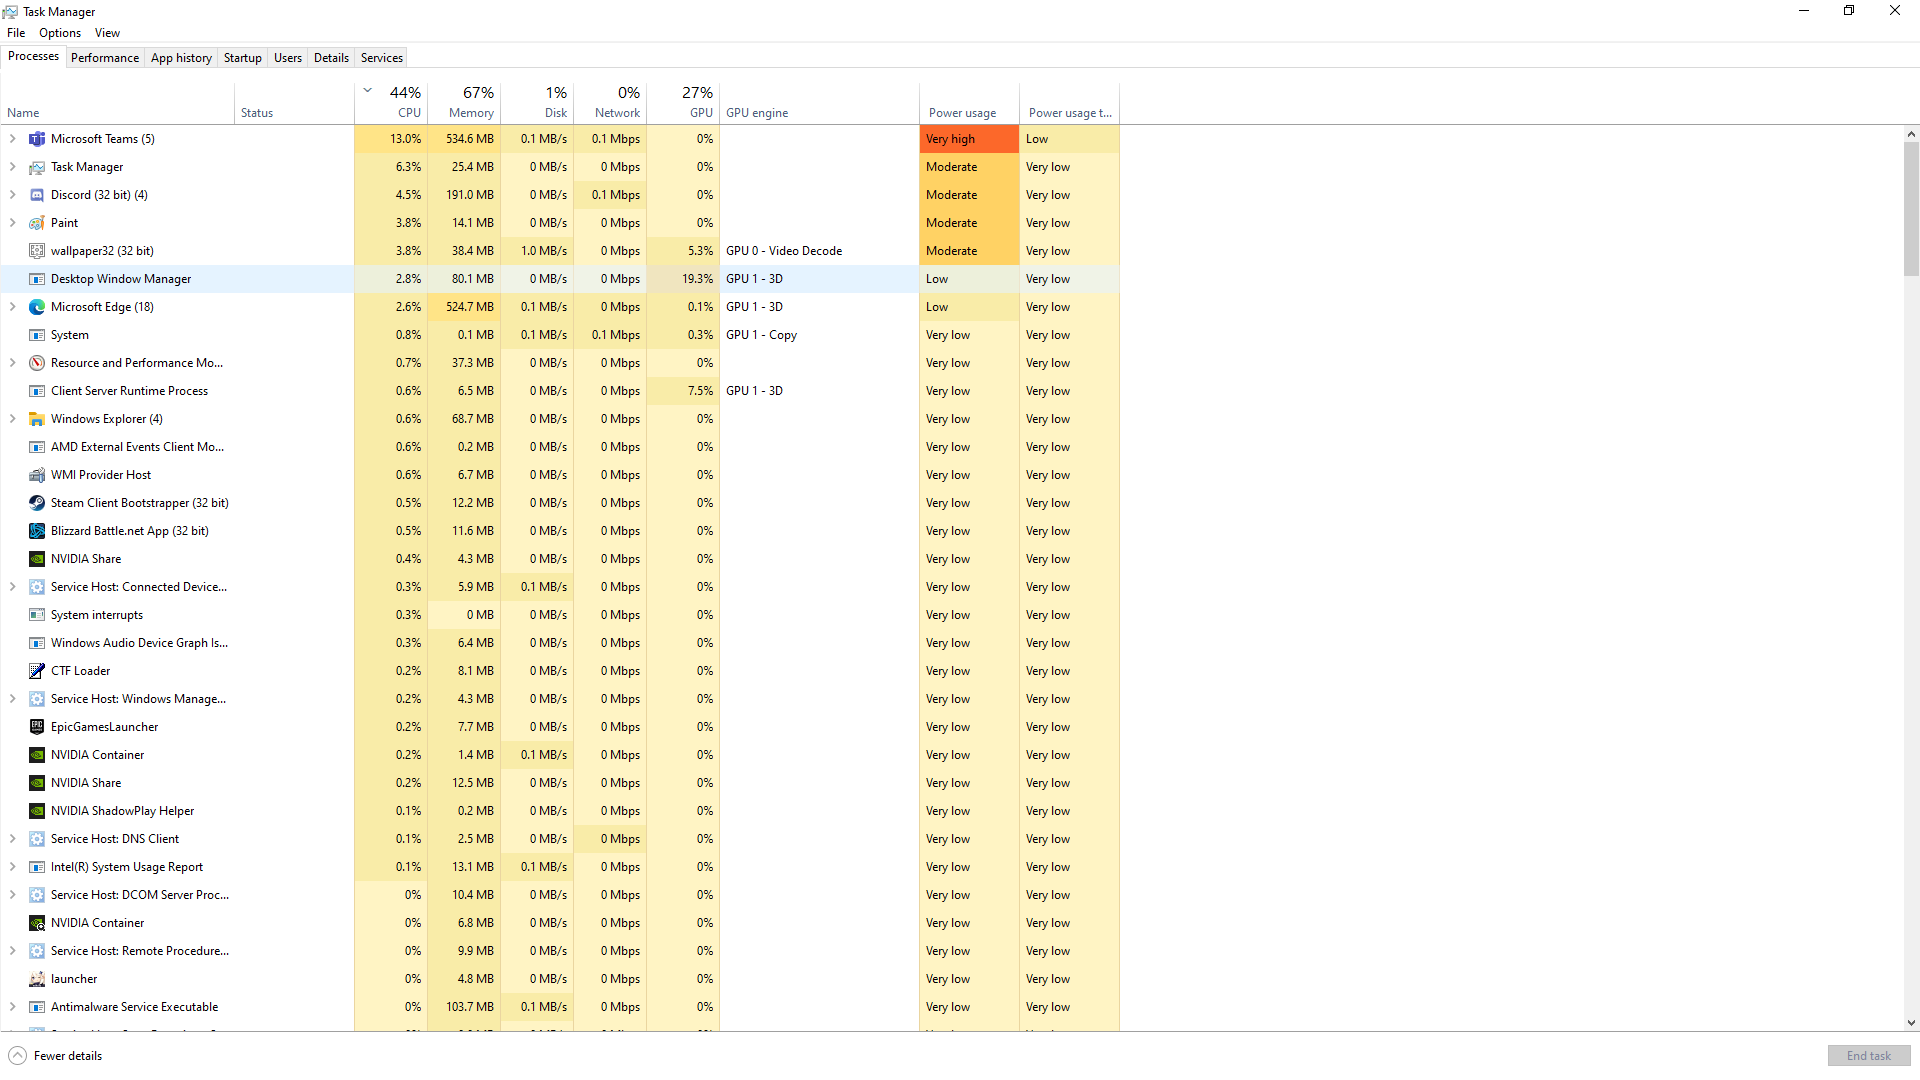 Task Manager
File Options View
Processes Performance App history Startup Users Details Services
44% 67% 1% 0% 27%
Name Status CPU Memory Disk Network GPU GPU engine Power usage Power usage t...
Microsoft Teams (5) 13.0% 534.6 MB 0.1 MB/s 0.1 Mbps 0% Very high Low
Task Manager 6.3% 25.4 MB 0 MB/s 0 Mbps 0% Moderate Very low
Discord (32 bit) (4) 4.5% 191.0 MB 0 MB/s 0.1 Mbps 0% Moderate Very low
Paint 3.8% 14.1 MB 0 MB/s 0 Mbps 0% Moderate Very low
wallpaper32 (32 bit) 3.8% 38.4 MB 1.0 MB/s 0 Mbps 5.3% GPU 0 - Video Decode Moderate Very low
Desktop Window Manager 2.8% 80.1 MB 0 MB/s 0 Mbps 19.3% GPU 1 - 3D Low Very low
Microsoft Edge (18) 2.6% 524.7 MB 0.1 MB/s 0 Mbps 0.1% GPU 1 - 3D Low Very low
System 0.8% 0.1 MB 0.1 MB/s 0.1 Mbps 0.3% GPU 1 - Copy Very low Very low
Resource and Performance Mo... 0.7% 37.3 MB 0 MB/s 0 Mbps 0% Very low Very low
Client Server Runtime Process 0.6% 6.5 MB 0 MB/s 0 Mbps 7.5% GPU 1 - 3D Very low Very low
Windows Explorer (4) 0.6% 68.7 MB 0 MB/s 0 Mbps 0% Very low Very low
AMD External Events Client Mo... 0.6% 0.2 MB 0 MB/s 0 Mbps 0% Very low Very low
WMI Provider Host 0.6% 6.7 MB 0 MB/s 0 Mbps 0% Very low Very low
Steam Client Bootstrapper (32 bit) 0.5% 12.2 MB 0 MB/s 0 Mbps 0% Very low Very low
Blizzard Battle.net App (32 bit) 0.5% 11.6 MB 0 MB/s 0 Mbps 0% Very low Very low
NVIDIA Share 0.4% 4.3 MB 0 MB/s 0 Mbps 0% Very low Very low
Service Host: Connected Device... 0.3% 5.9 MB 0.1 MB/s 0 Mbps 0% Very low Very low
System interrupts 0.3% 0 MB 0 MB/s 0 Mbps 0% Very low Very low
Windows Audio Device Graph Is... 0.3% 6.4 MB 0 MB/s 0 Mbps 0% Very low Very low
CTF Loader 0.2% 8.1 MB 0 MB/s 0 Mbps 0% Very low Very low
Service Host: Windows Manage... 0.2% 4.3 MB 0 MB/s 0 Mbps 0% Very low Very low
EpicGamesLauncher 0.2% 7.7 MB 0 MB/s 0 Mbps 0% Very low Very low
NVIDIA Container 0.2% 1.4 MB 0.1 MB/s 0 Mbps 0% Very low Very low
NVIDIA Share 0.2% 12.5 MB 0 MB/s 0 Mbps 0% Very low Very low
NVIDIA ShadowPlay Helper 0.1% 0.2 MB 0 MB/s 0 Mbps 0% Very low Very low
Service Host: DNS Client 0.1% 2.5 MB 0 MB/s 0 Mbps 0% Very low Very low
Intel(R) System Usage Report 0.1% 13.1 MB 0.1 MB/s 0 Mbps 0% Very low Very low
Service Host: DCOM Server Proc... 0% 10.4 MB 0 MB/s 0 Mbps 0% Very low Very low
NVIDIA Container 0% 6.8 MB 0 MB/s 0 Mbps 0% Very low Very low
Service Host: Remote Procedure... 0% 9.9 MB 0 MB/s 0 Mbps 0% Very low Very low
launcher 0% 4.8 MB 0 MB/s 0 Mbps 0% Very low Very low
Antimalware Service Executable 0% 103.7 MB 0.1 MB/s 0 Mbps 0% Very low Very low
Fewer details End task